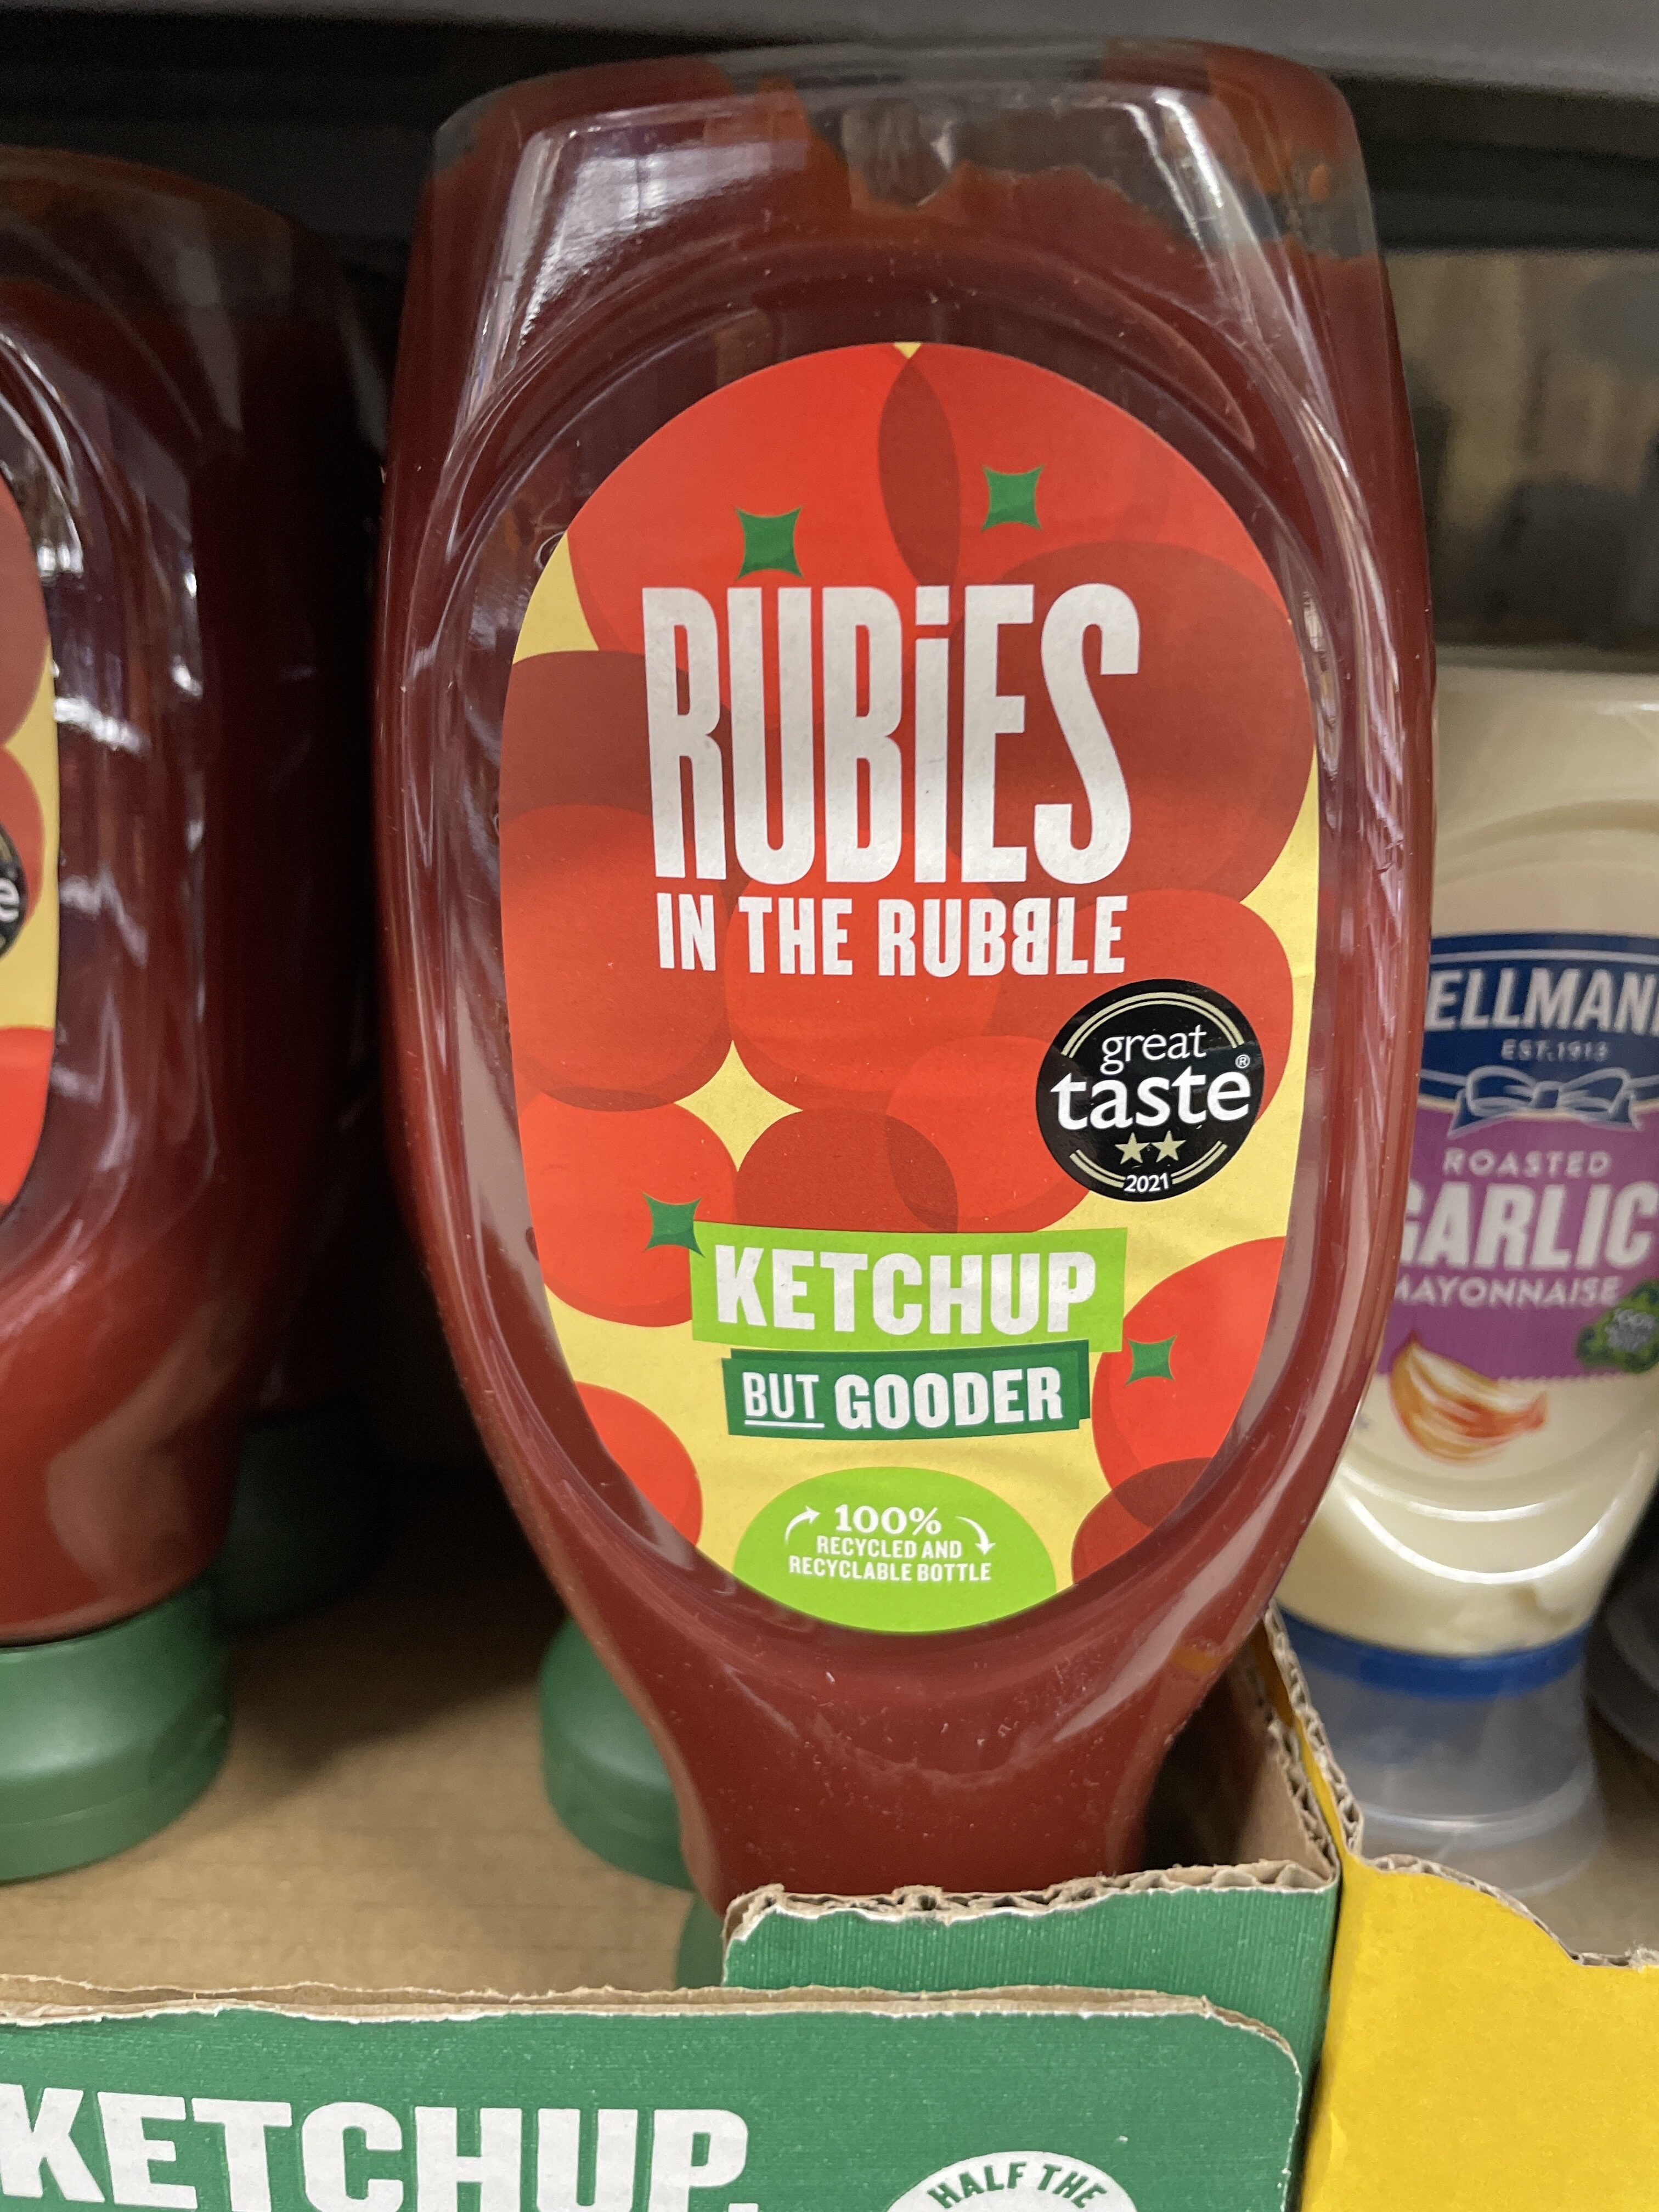 RUBiES
IN THE RUBBLE
great
taste®
2021
KETCHUP
BUT GOODER
100%
RECYCLED AND
RECYCLABLE BOTTLE
ELLMAN
EST.1913
ROASTED
GARLIC
MAYONNAISE
100%
e
KETCHUP.
HALF THE